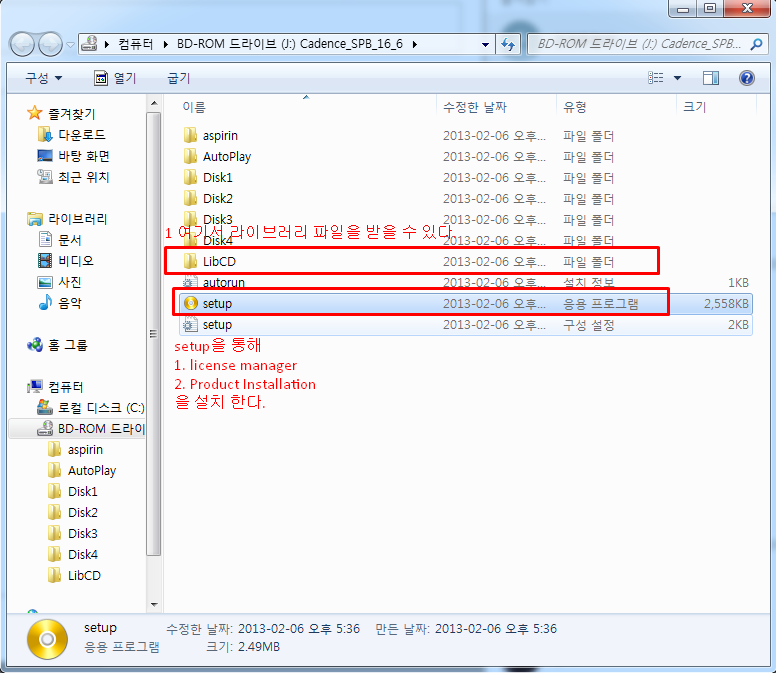 컴퓨터 ▸ BD-ROM 드라이브 (J:) Cadence_SPB_16_6 ▸
BD-ROM 드라이브 (J:) Cadence_SPB...
구성 열기 굽기
이름 수정한 날짜 유형 크기
aspirin 2013-02-06 오후... 파일 폴더
AutoPlay 2013-02-06 오후... 파일 폴더
Disk1 2013-02-06 오후... 파일 폴더
Disk2 2013-02-06 오후... 파일 폴더
Disk3 2013-02-06 오후... 파일 폴더
1 여기서 라이브러리 파일을 받을 수 있다.
Disk4 2013-02-06 오후... 파일 폴더
LibCD 2013-02-06 오후... 파일 폴더
autorun 2013-02-06 오후... 설치 정보 1KB
setup 2013-02-06 오후... 응용 프로그램 2,558KB
setup 2013-02-06 오후... 구성 설정 2KB
setup을 통해
1. license manager
2. Product Installation
을 설치 한다.
즐겨찾기
다운로드
바탕 화면
최근 위치
라이브러리
문서
비디오
사진
음악
홈 그룹
컴퓨터
로컬 디스크 (C:)
BD-ROM 드라이
aspirin
AutoPlay
Disk1
Disk2
Disk3
Disk4
LibCD
setup 수정한 날짜: 2013-02-06 오후 5:36 만든 날짜: 2013-02-06 오후 5:36
응용 프로그램 크기: 2.49MB